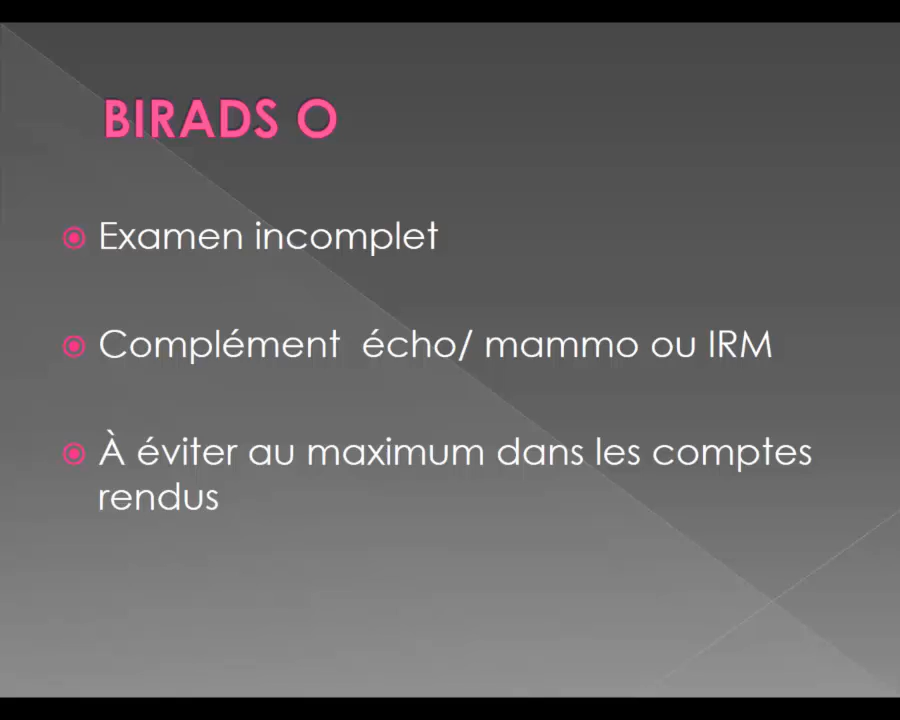 BIRADS O
Examen incomplet
Complément écho/ mammo ou IRM
À éviter au maximum dans les comptes
rendus